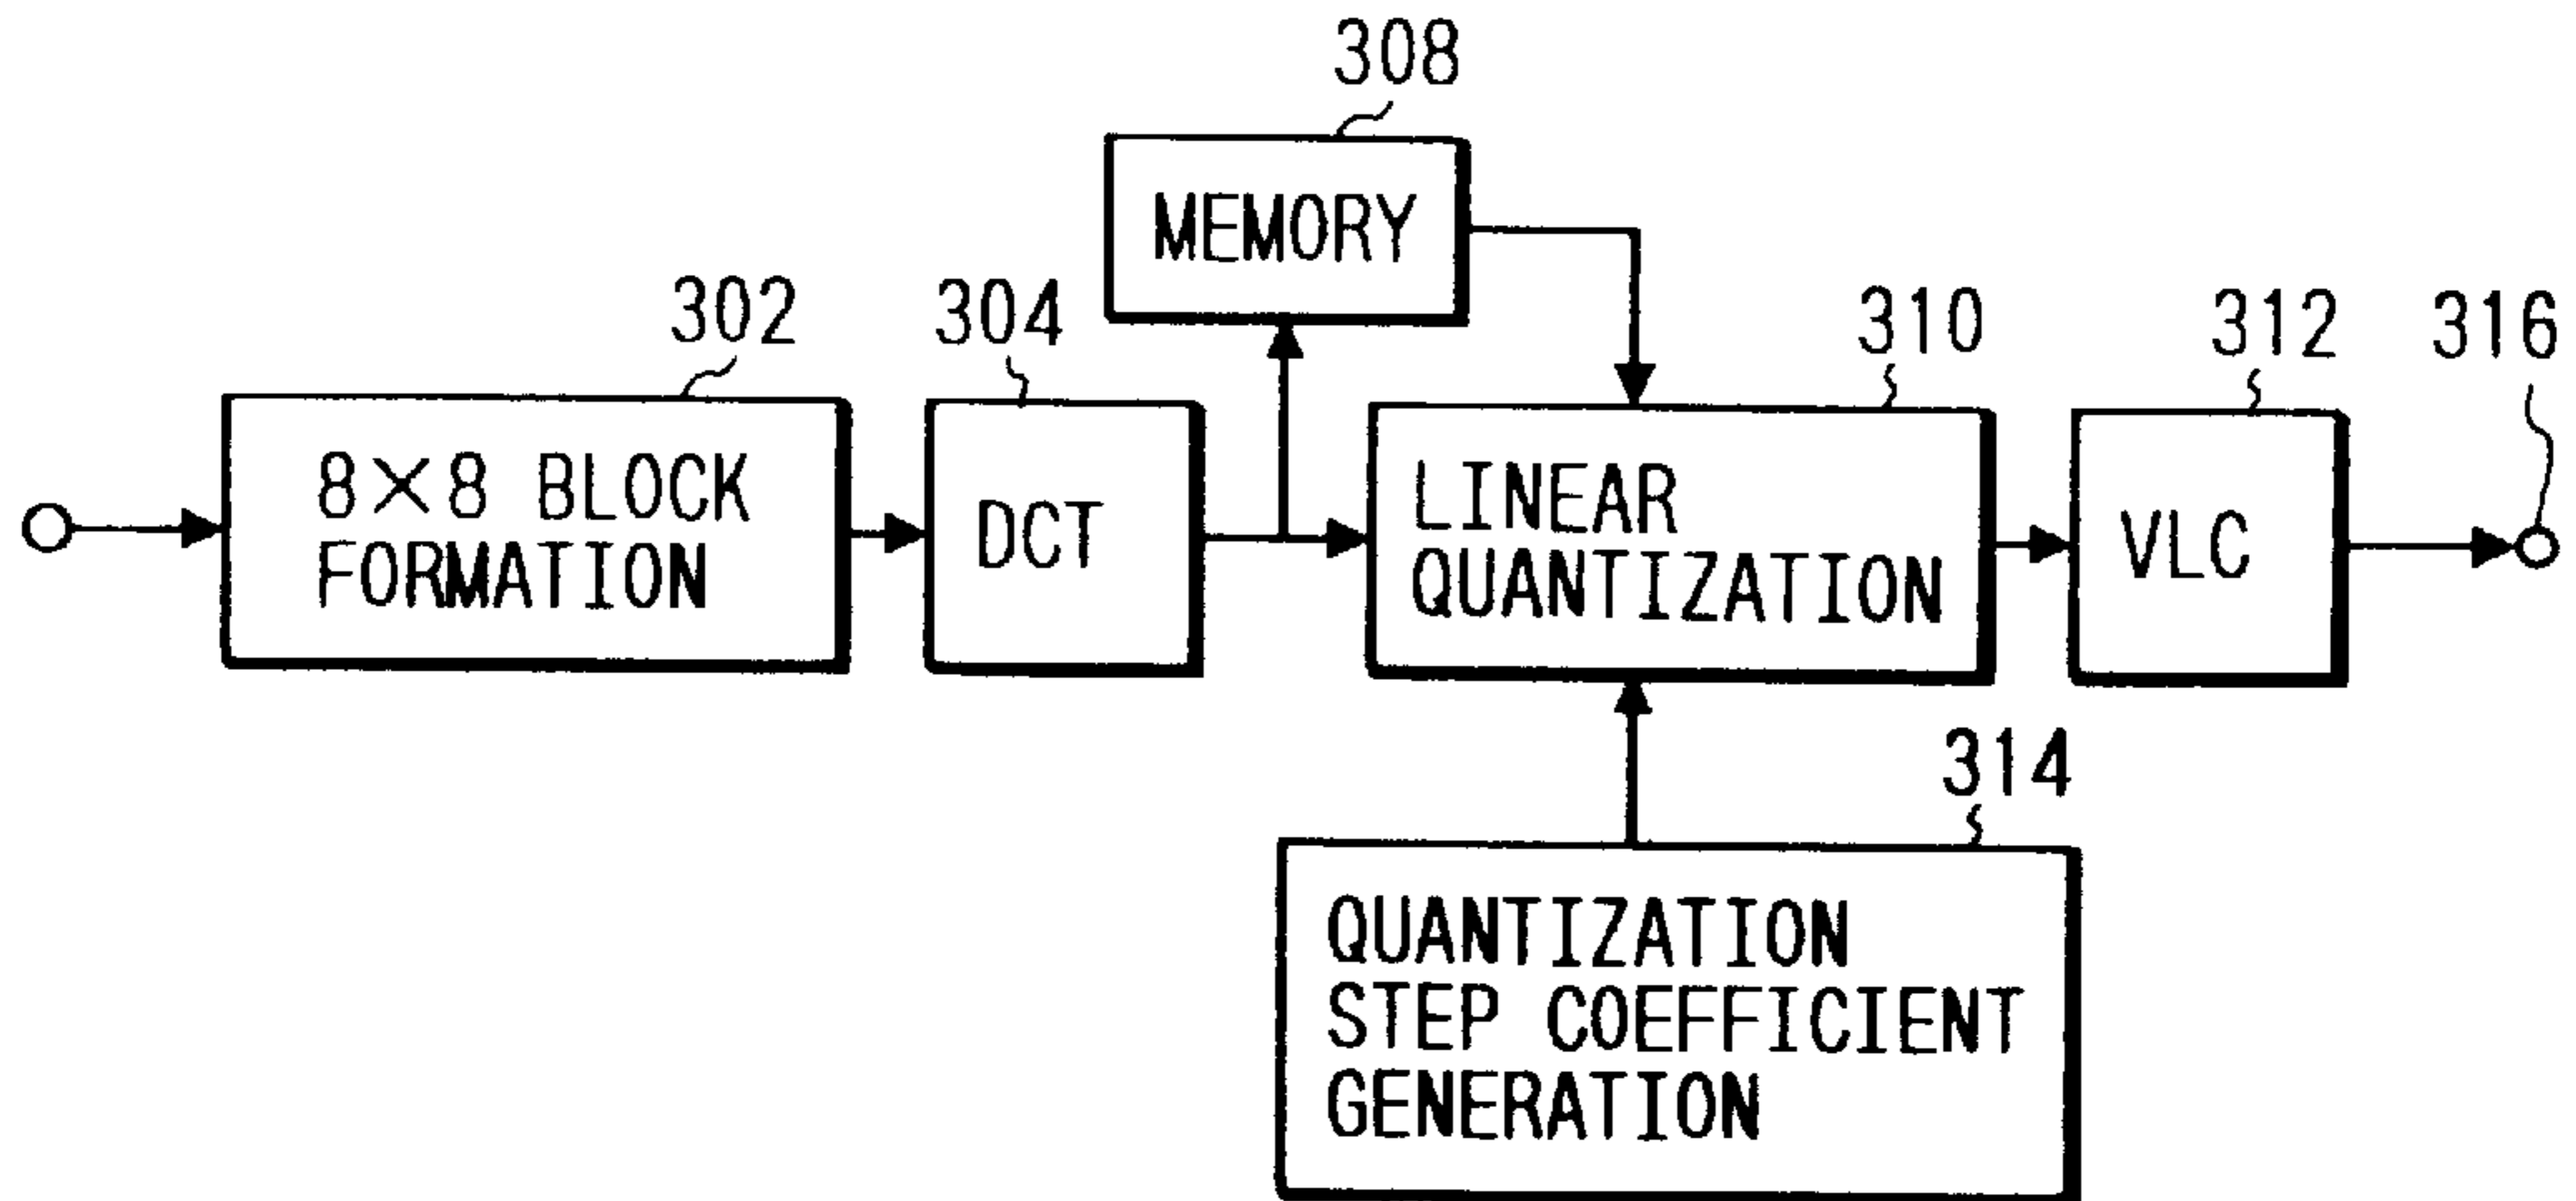 308
MEMORY
302
304
310
312
316
8×8 BLOCK
FORMATION
DCT
LINEAR
QUANTIZATION
VLC
314
QUANTIZATION
STEP COEFFICIENT
GENERATION